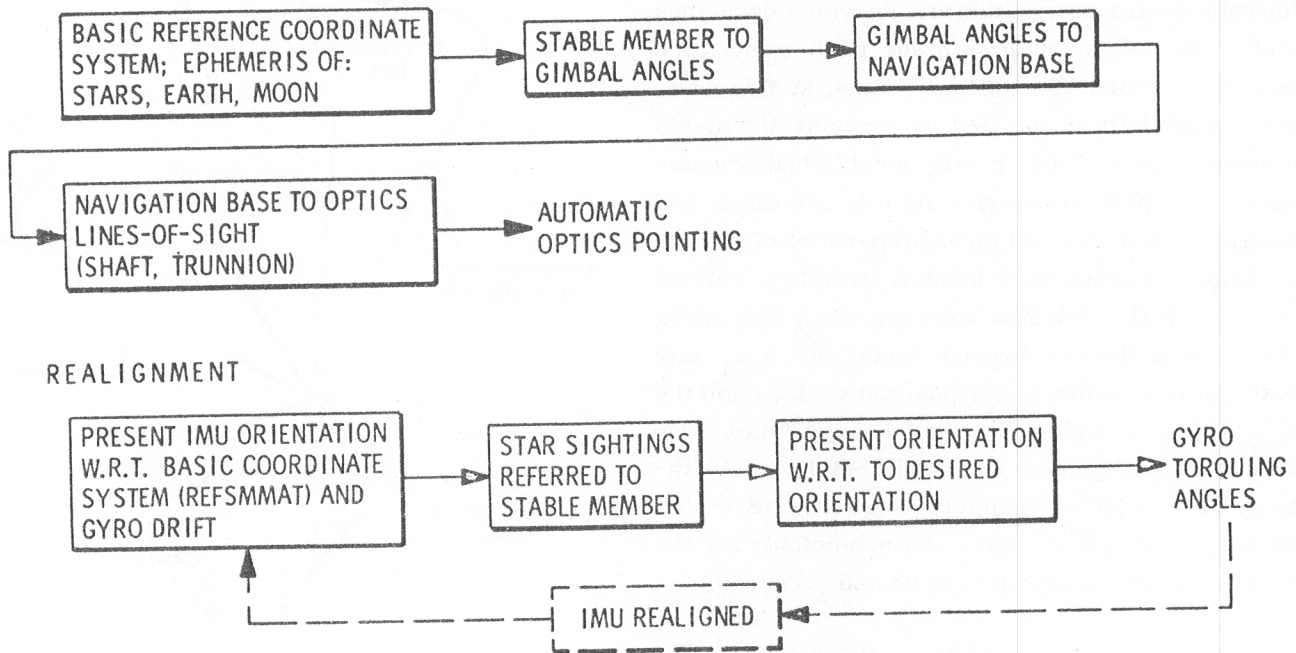 BASIC REFERENCE COORDINATE
SYSTEM; EPHEMERIS OF:
STARS, EARTH, MOON
STABLE MEMBER TO
GIMBAL ANGLES
GIMBAL ANGLES TO
NAVIGATION BASE
NAVIGATION BASE TO OPTICS
LINES-OF-SIGHT
(SHAFT, TRUNNION)
AUTOMATIC
OPTICS POINTING
REALIGNMENT
PRESENT IMU ORIENTATION
W.R.T. BASIC COORDINATE
SYSTEM (REFSMMAT) AND
GYRO DRIFT
STAR SIGHTINGS
REFERRED TO
STABLE MEMBER
PRESENT ORIENTATION
W.R.T. TO DESIRED
ORIENTATION
GYRO
TORQUING
ANGLES
IMU REALIGNED